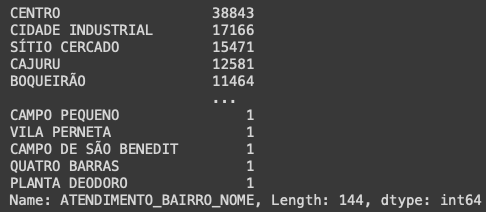 CENTRO 38843
CIDADE INDUSTRIAL 17166
SÍTIO CERCADO 15471
CAJURU 12581
BOQUEIRÃO 11464
...
CAMPO PEQUENO 1
VILA PERNETA 1
CAMPO DE SÃO BENEDIT 1
QUATRO BARRAS 1
PLANTA DEODORO 1
Name: ATENDIMENTO_BAIRRO_NOME, Length: 144, dtype: int64